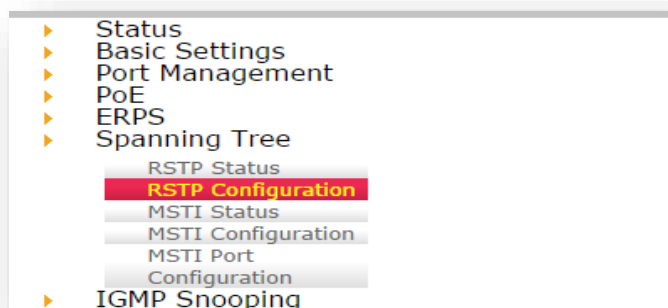 Status
Basic Settings
Port Management
PoE
ERPS
Spanning Tree
RSTP Status
RSTP Configuration
MSTI Status
MSTI Configuration
MSTI Port
Configuration
IGMP Snooping